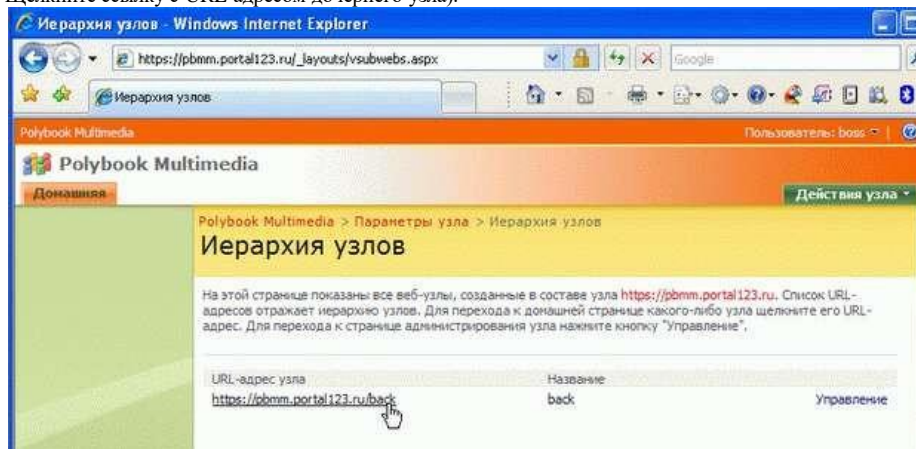 Щелкните ссылку с URL-адресом дочернего узла).
Иерархия узлов - Windows Internet Explorer
https://pbmm.portal123.ru/_layouts/vsubwebs.aspx
Google
Иерархия узлов
Polybook Multimedia
Пользователь: boss
Polybook Multimedia
Домашняя
Действия узла
Polybook Multimedia > Параметры узла > Иерархия узлов
Иерархия узлов
На этой странице показаны все веб-узлы, созданные в составе узла https://pbmm.portal123.ru. Список URL-
адресов отражает иерархию узлов. Для перехода к домашней странице какого-либо узла щелкните его URL-
адрес. Для перехода к странице администрирования узла нажмите кнопку "Управление".
URL-адрес узла Название
https://pbmm.portal123.ru/back back Управление